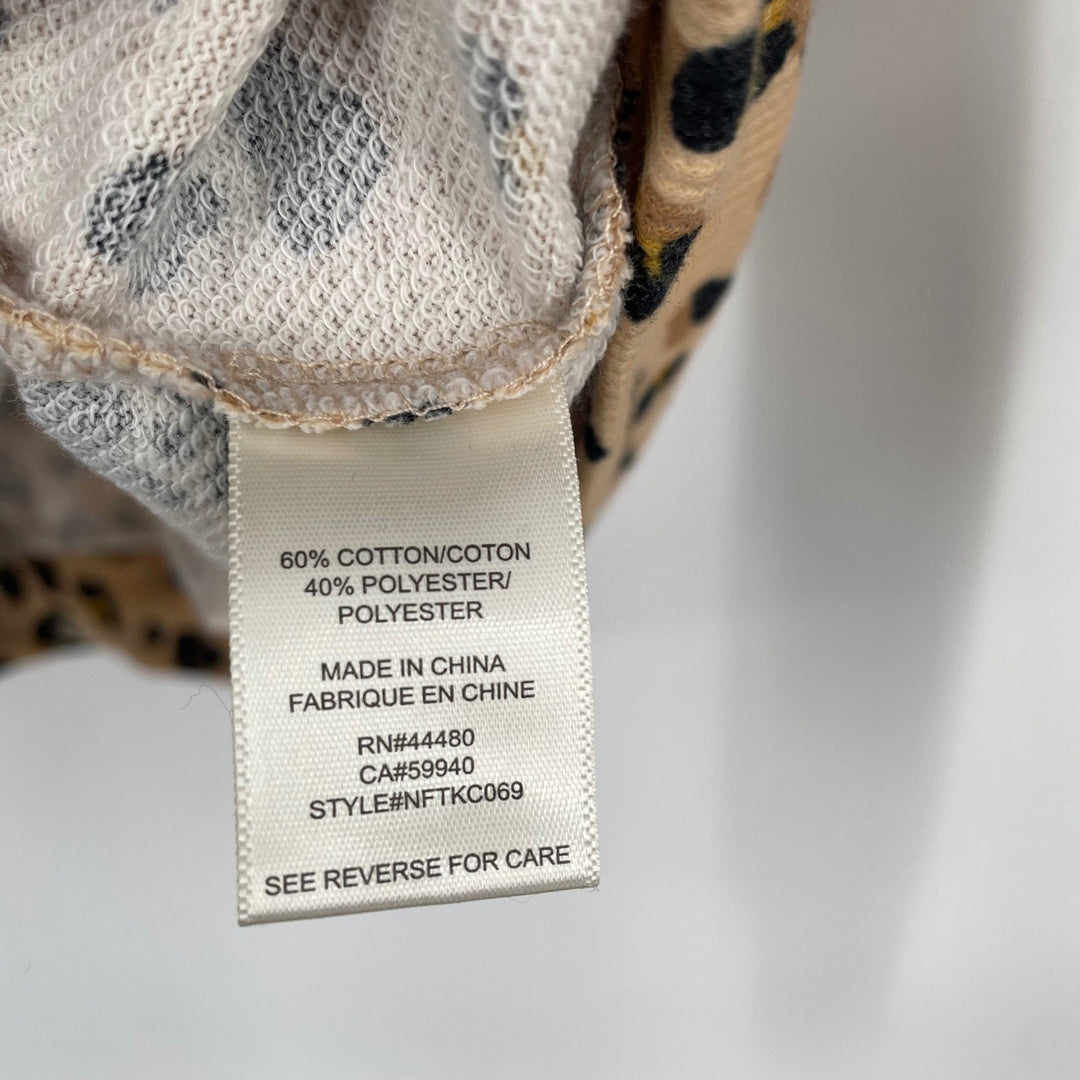 60% COTTON/COTON
40% POLYESTER/
POLYESTER
MADE IN CHINA
FABRIQUE EN CHINE
RN#44480
CA#59940
STYLE#NFTKC069
SEE REVERSE FOR CARE